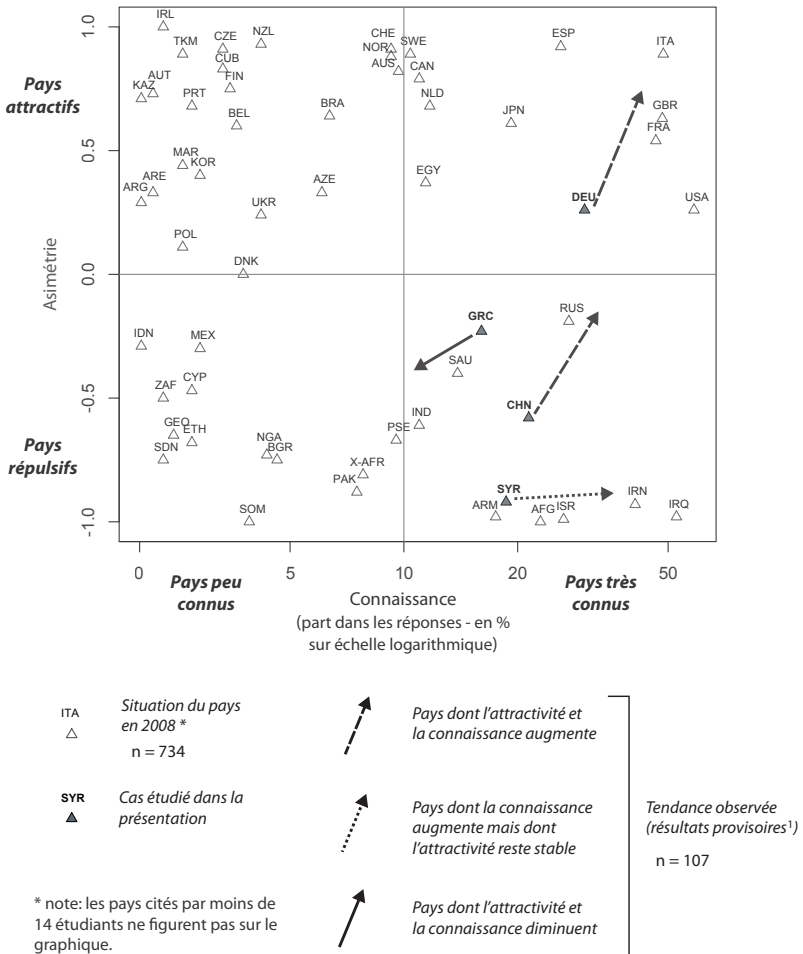 IRL
TKM
CZE
NZL
CUB
FIN
KAZ
AUT
PRT
BEL
BRA
CHE
NOR
SWE
AUS
CAN
NLD
ESP
ITA
JPN
GBR
FRA
MAR
KOR
ARE
ARG
AZE
UKR
EGY
DEU
USA
POL
DNK
1.0
0.5
0.0
-0.5
-1.0
Pays
attractifs
Asimétrie
Pays
répulsifs
IDN
MEX
ZAF
CYP
GEO
ETH
SDN
NGA
BGR
SOM
PAK
X-AFR
PSE
IND
GRC
SAU
RUS
CHN
SYR
ARM
AFG
ISR
IRN
IRQ
0
5
10
20
50
Pays peu
connus
Connaissance
(part dans les réponses - en %
sur échelle logarithmique)
Pays très
connus
ITA
Situation du pays
en 2008 *
n = 734
SYR
Cas étudié dans la
présentation
* note: les pays cités par moins de
14 étudiants ne figurent pas sur le
graphique.
Pays dont l'attractivité et
la connaissance augmente
Pays dont la connaissance
augmente mais dont
l'attractivité reste stable
Pays dont l'attractivité et
la connaissance diminuent
Tendance observée
(résultats provisoires¹)
n = 107